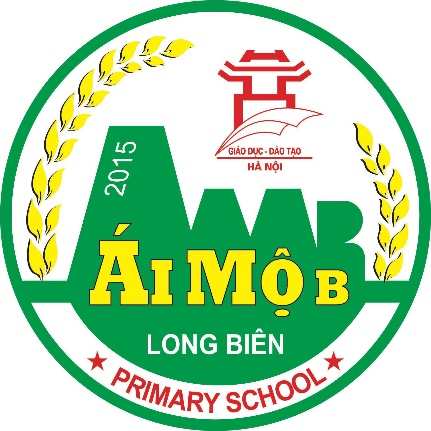 2015
GIÁO DỤC - ĐÀO TẠO
HÀ NỘI
ÁI MỘ B
LONG BIÊN
PRIMARY SCHOOL